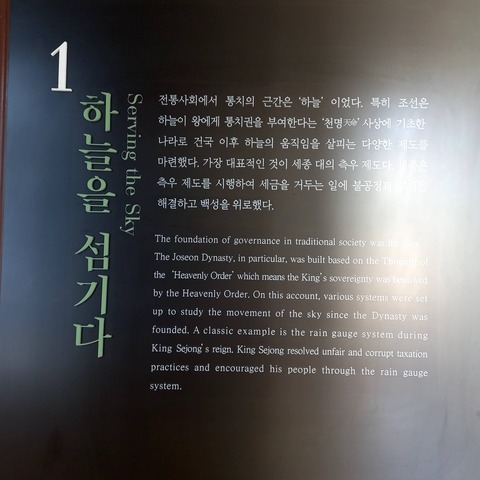 1
하늘을 섬기다
Serving the Sky
전통사회에서 통치의 근간은 '하늘' 이었다. 특히 조선은
하늘이 왕에게 통치권을 부여한다는 '천명天命' 사상에 기초한
나라로 건국 이후 하늘의 움직임을 살피는 다양한 제도를
마련했다. 가장 대표적인 것이 세종 대의 측우 제도다.
측우 제도를 시행하여 세금을 거두는 일에 불공정과
해결하고 백성을 위로했다.
The foundation of governance in traditional society was the
The Joseon Dynasty, in particular, was built based on the of
the 'Heavenly Order' which means the King's sovereignty was
by the Heavenly Order. On this account, various systems were set
up to study the movement of the sky since the Dynasty was
founded. A classic example is the rain gauge system during
King Sejong's reign. King Sejong resolved unfair and corrupt taxation
practices and encouraged his people through the rain gauge
system.